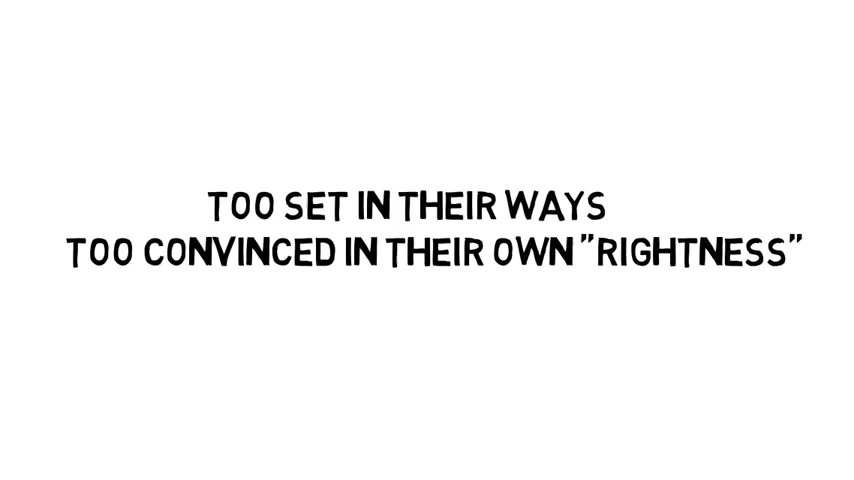 TOO SET IN THEIR WAYS
TOO CONVINCED IN THEIR OWN "RIGHTNESS"